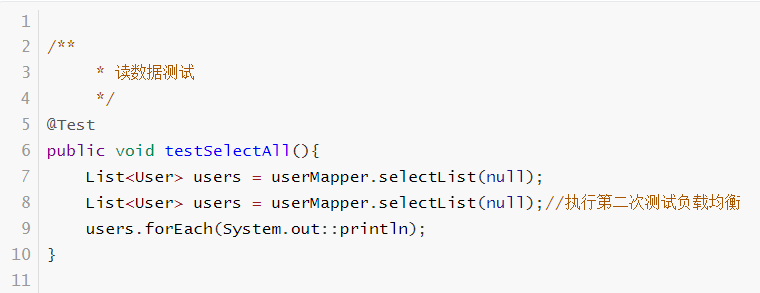 1
2 /**
3      * 读数据测试
4      */
5 @Test
6 public void testSelectAll(){
7     List<User> users = userMapper.selectList(null);
8     List<User> users = userMapper.selectList(null);//执行第二次测试负载均衡
9     users.forEach(System.out::println);
10 }
11